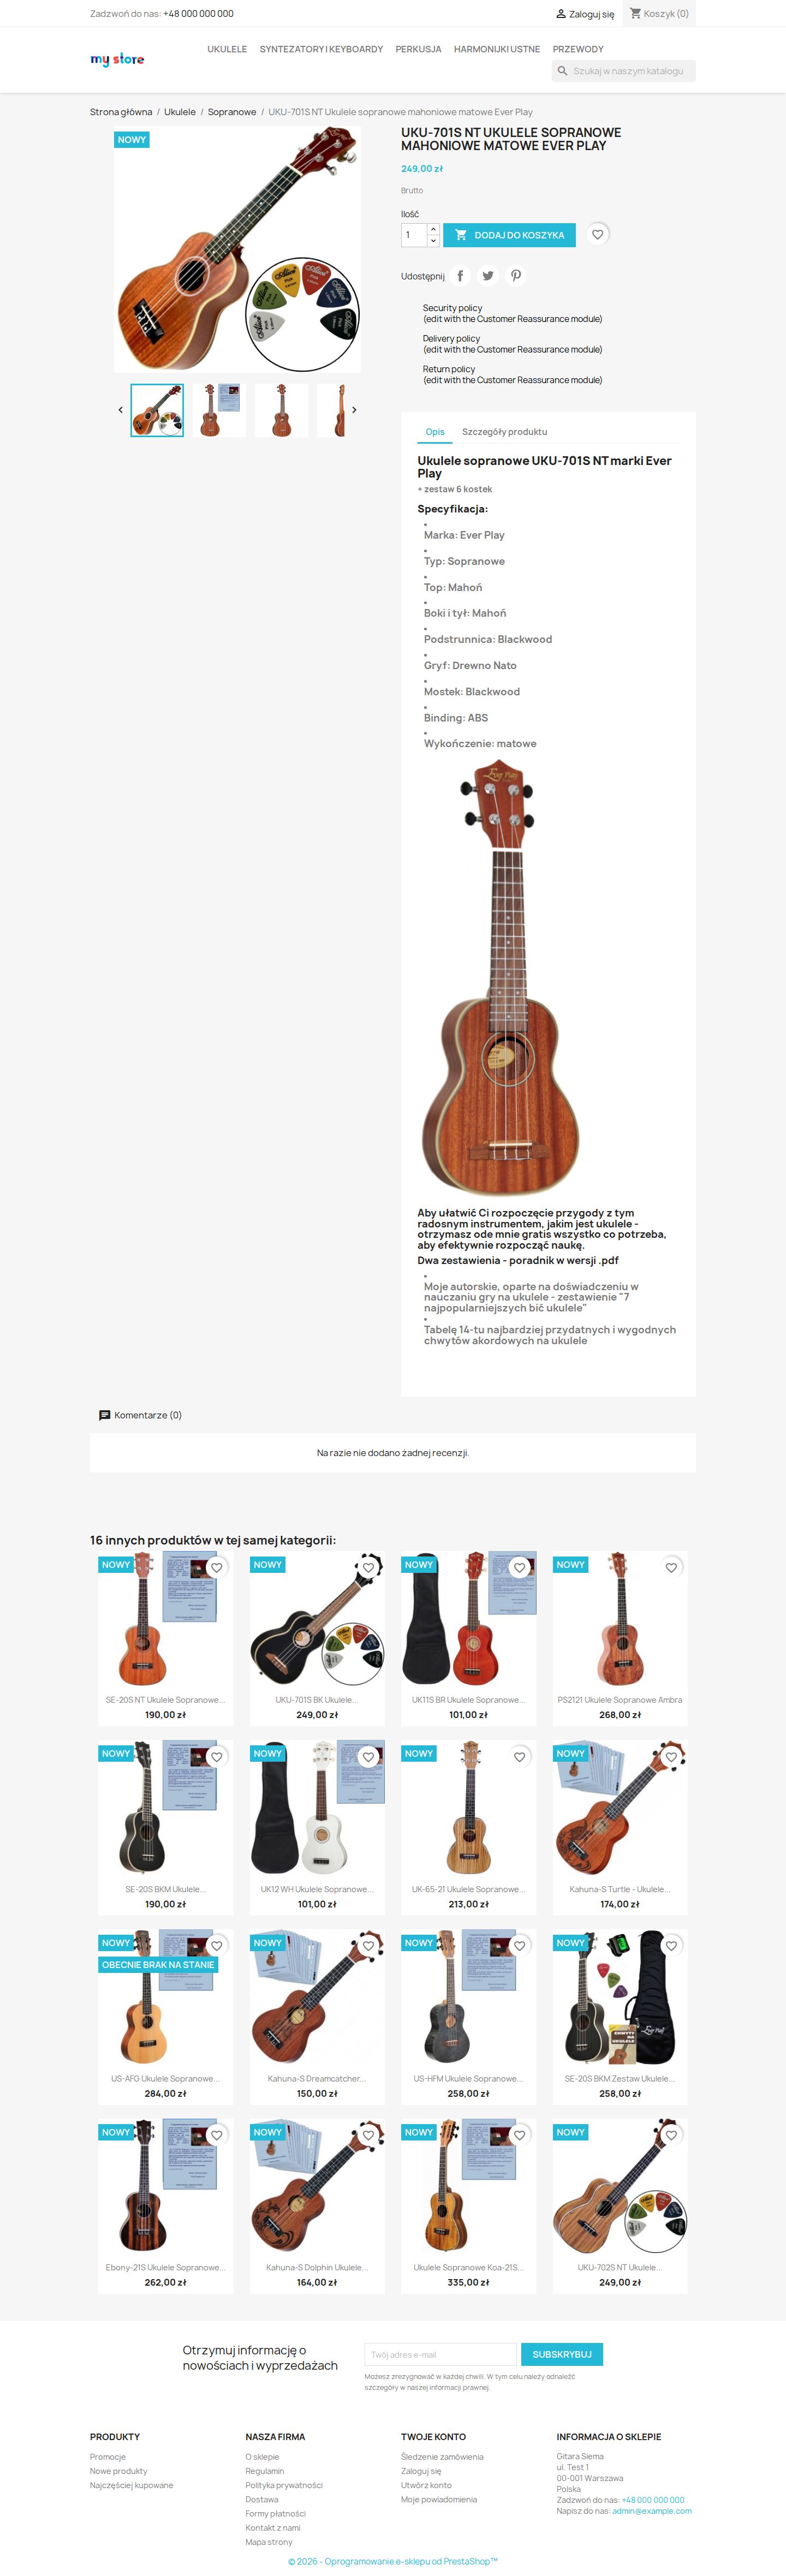 Zadzwoń do nas: +48 000 000 000
Zaloguj się
Koszyk (0)
my store
UKULELE
SYNTEZATORY I KEYBOARDY
PERKUSJA
HARMONIJKI USTNE
PRZEWODY
Szukaj w naszym katalogu
Strona główna / Ukulele / Sopranowe / UKU-701S NT Ukulele sopranowe mahoniowe matowe Ever Play
NOWY
UKU-701S NT UKULELE SOPRANOWE
MAHONIOWE MATOWE EVER PLAY
249,00 zł
Brutto
Ilość
1
DODAJ DO KOSZYKA
Udostępnij
Security policy
(edit with the Customer Reassurance module)
Delivery policy
(edit with the Customer Reassurance module)
Return policy
(edit with the Customer Reassurance module)
Opis
Szczegóły produktu
Ukulele sopranowe UKU-701S NT marki Ever
Play
+ zestaw 6 kostek
Specyfikacja:
Marka: Ever Play
Typ: Sopranowe
Top: Mahoń
Boki i tył: Mahoń
Podstrunnica: Blackwood
Gryf: Drewno Nato
Mostek: Blackwood
Binding: ABS
Wykończenie: matowe
Ever Play
Aby ułatwić Ci rozpoczęcie przygody z tym
radosnym instrumentem, jakim jest ukulele -
otrzymasz ode mnie gratis wszystko co potrzeba,
aby efektywnie rozpocząć naukę.
Dwa zestawienia - poradnik w wersji .pdf
Moje autorskie, oparte na doświadczeniu w
nauczaniu gry na ukulele - zestawienie "7
najpopularniejszych bić ukulele"
Tabelę 14-tu najbardziej przydatnych i wygodnych
chwytów akordowych na ukulele
Komentarze (0)
Na razie nie dodano żadnej recenzji.
16 innych produktów w tej samej kategorii:
NOWY
NOWY
NOWY
NOWY
SE-20S NT Ukulele Sopranowe...
190,00 zł
UKU-701S BK Ukulele...
249,00 zł
UK11S BR Ukulele Sopranowe...
101,00 zł
PS2121 Ukulele Sopranowe Ambra
268,00 zł
NOWY
NOWY
NOWY
NOWY
SE-20S BKM Ukulele...
190,00 zł
UK12 WH Ukulele Sopranowe...
101,00 zł
UK-65-21 Ukulele Sopranowe...
213,00 zł
Kahuna-S Turtle - Ukulele...
174,00 zł
NOWY
OBECNIE BRAK NA STANIE
NOWY
NOWY
NOWY
US-AFG Ukulele Sopranowe...
284,00 zł
Kahuna-S Dreamcatcher...
150,00 zł
US-HFM Ukulele Sopranowe...
258,00 zł
SE-20S BKM Zestaw Ukulele...
258,00 zł
NOWY
NOWY
NOWY
NOWY
Ebony-21S Ukulele Sopranowe...
262,00 zł
Kahuna-S Dolphin Ukulele...
164,00 zł
Ukulele Sopranowe Koa-21S...
335,00 zł
UKU-702S NT Ukulele...
249,00 zł
Otrzymuj informację o
nowościach i wyprzedażach
Twój adres e-mail
SUBSKRYBUJ
Możesz zrezygnować w każdej chwili. W tym celu należy odnaleźć
szczegóły w naszej informacji prawnej.
PRODUKTY
Promocje
Nowe produkty
Najczęściej kupowane
NASZA FIRMA
O sklepie
Regulamin
Polityka prywatności
Dostawa
Formy płatności
Kontakt z nami
Mapa strony
TWOJE KONTO
Śledzenie zamówienia
Zaloguj się
Utwórz konto
Moje powiadomienia
INFORMACJA O SKLEPIE
Gitara Siema
ul. Test 1
00-001 Warszawa
Polska
Zadzwoń do nas: +48 000 000 000
Napisz do nas: admin@example.com
© 2026 - Oprogramowanie e-sklepu od PrestaShop™